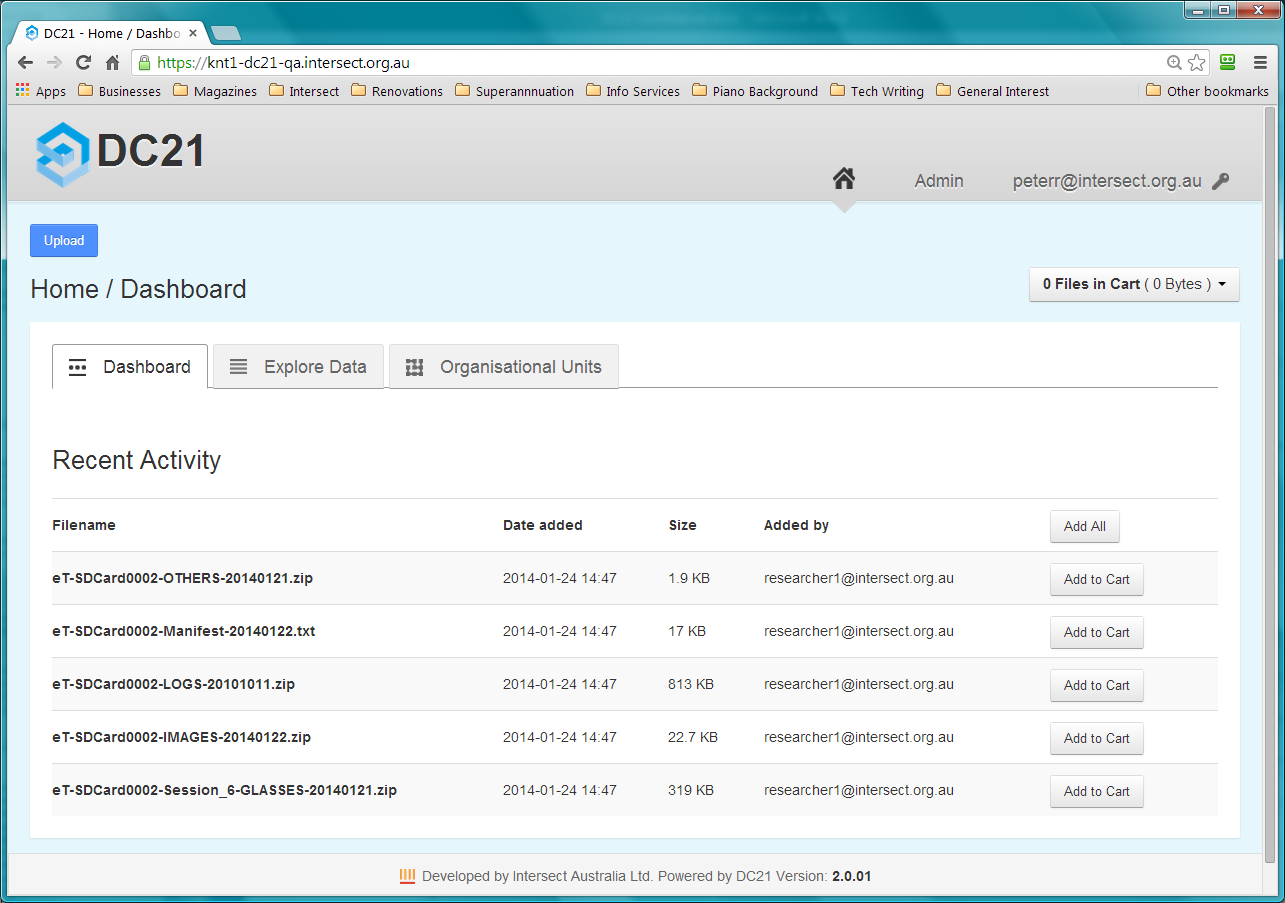 DC21 - Home / Dashbo
https://knt1-dc21-qa.intersect.org.au
Apps Businesses Magazines Intersect Renovations Superannnuation Info Services Piano Background Tech Writing General Interest Other bookmarks
DC21
Admin peterr@intersect.org.au
Upload
Home / Dashboard
0 Files in Cart ( 0 Bytes )
Dashboard Explore Data Organisational Units
Recent Activity
Filename Date added Size Added by Add All
eT-SDCard0002-OTHERS-20140121.zip 2014-01-24 14:47 1.9 KB researcher1@intersect.org.au Add to Cart
eT-SDCard0002-Manifest-20140122.txt 2014-01-24 14:47 17 KB researcher1@intersect.org.au Add to Cart
eT-SDCard0002-LOGS-20101011.zip 2014-01-24 14:47 813 KB researcher1@intersect.org.au Add to Cart
eT-SDCard0002-IMAGES-20140122.zip 2014-01-24 14:47 22.7 KB researcher1@intersect.org.au Add to Cart
eT-SDCard0002-Session_6-GLASSES-20140121.zip 2014-01-24 14:47 319 KB researcher1@intersect.org.au Add to Cart
Developed by Intersect Australia Ltd. Powered by DC21 Version: 2.0.01